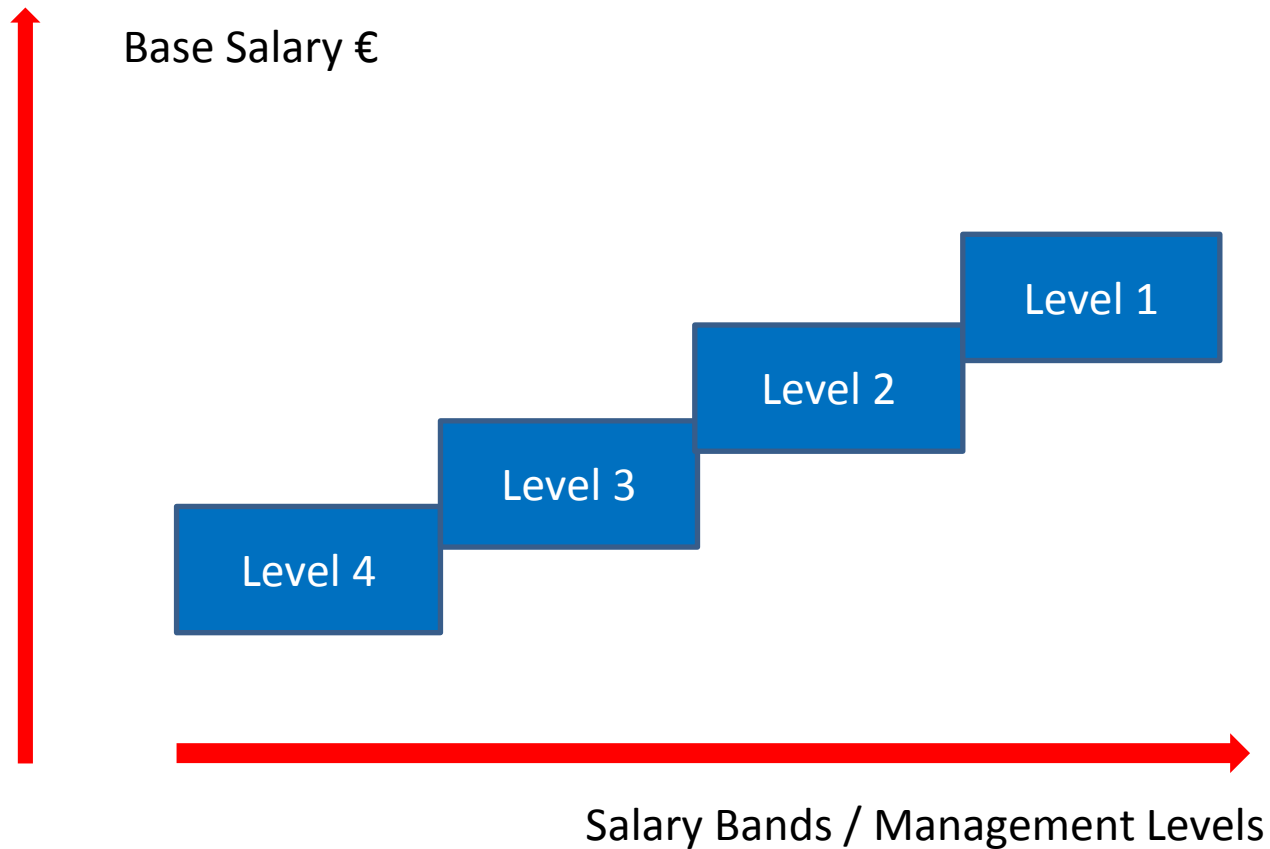 Base Salary €
Level 1
Level 2
Level 3
Level 4
Salary Bands / Management Levels